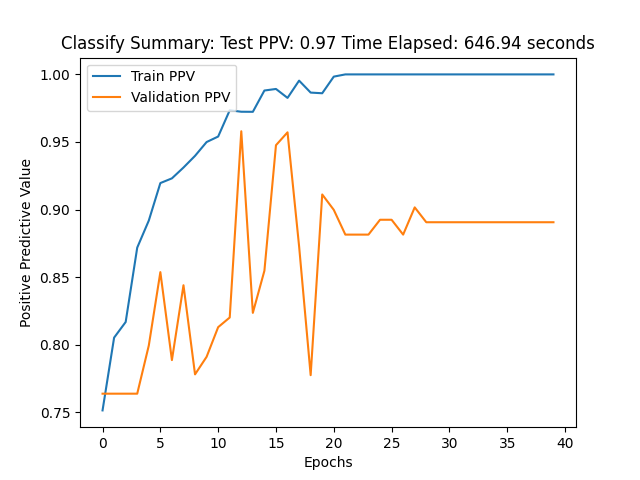 Classify Summary: Test PPV: 0.97 Time Elapsed: 646.94 seconds
Train PPV
Validation PPV
1.00
0.95
0.90
0.85
0.80
0.75
Positive Predictive Value
0 5 10 15 20 25 30 35 40
Epochs